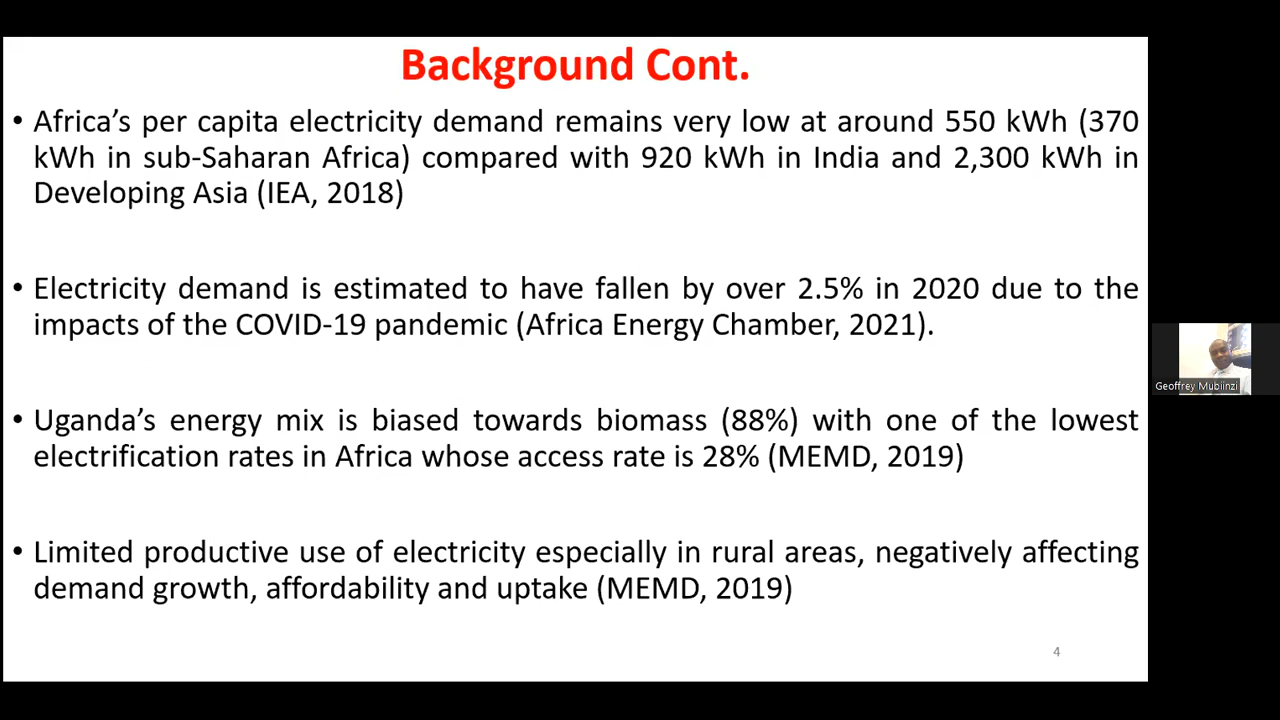 Background Cont.
• Africa’s per capita electricity demand remains very low at around 550 kWh (370
kWh in sub-Saharan Africa) compared with 920 kWh in India and 2,300 kWh in
Developing Asia (IEA, 2018)
• Electricity demand is estimated to have fallen by over 2.5% in 2020 due to the
impacts of the COVID-19 pandemic (Africa Energy Chamber, 2021).
• Uganda’s energy mix is biased towards biomass (88%) with one of the lowest
electrification rates in Africa whose access rate is 28% (MEMD, 2019)
• Limited productive use of electricity especially in rural areas, negatively affecting
demand growth, affordability and uptake (MEMD, 2019)
4
Geoffrey Mubiinzi